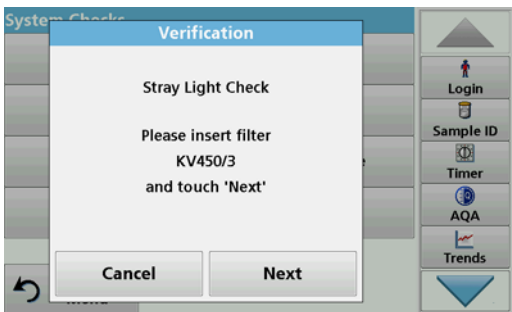 System Checks
Verification
Stray Light Check
Please insert filter
KV450/3
and touch 'Next'
Cancel
Next
Login
Sample ID
Timer
AQA
Trends